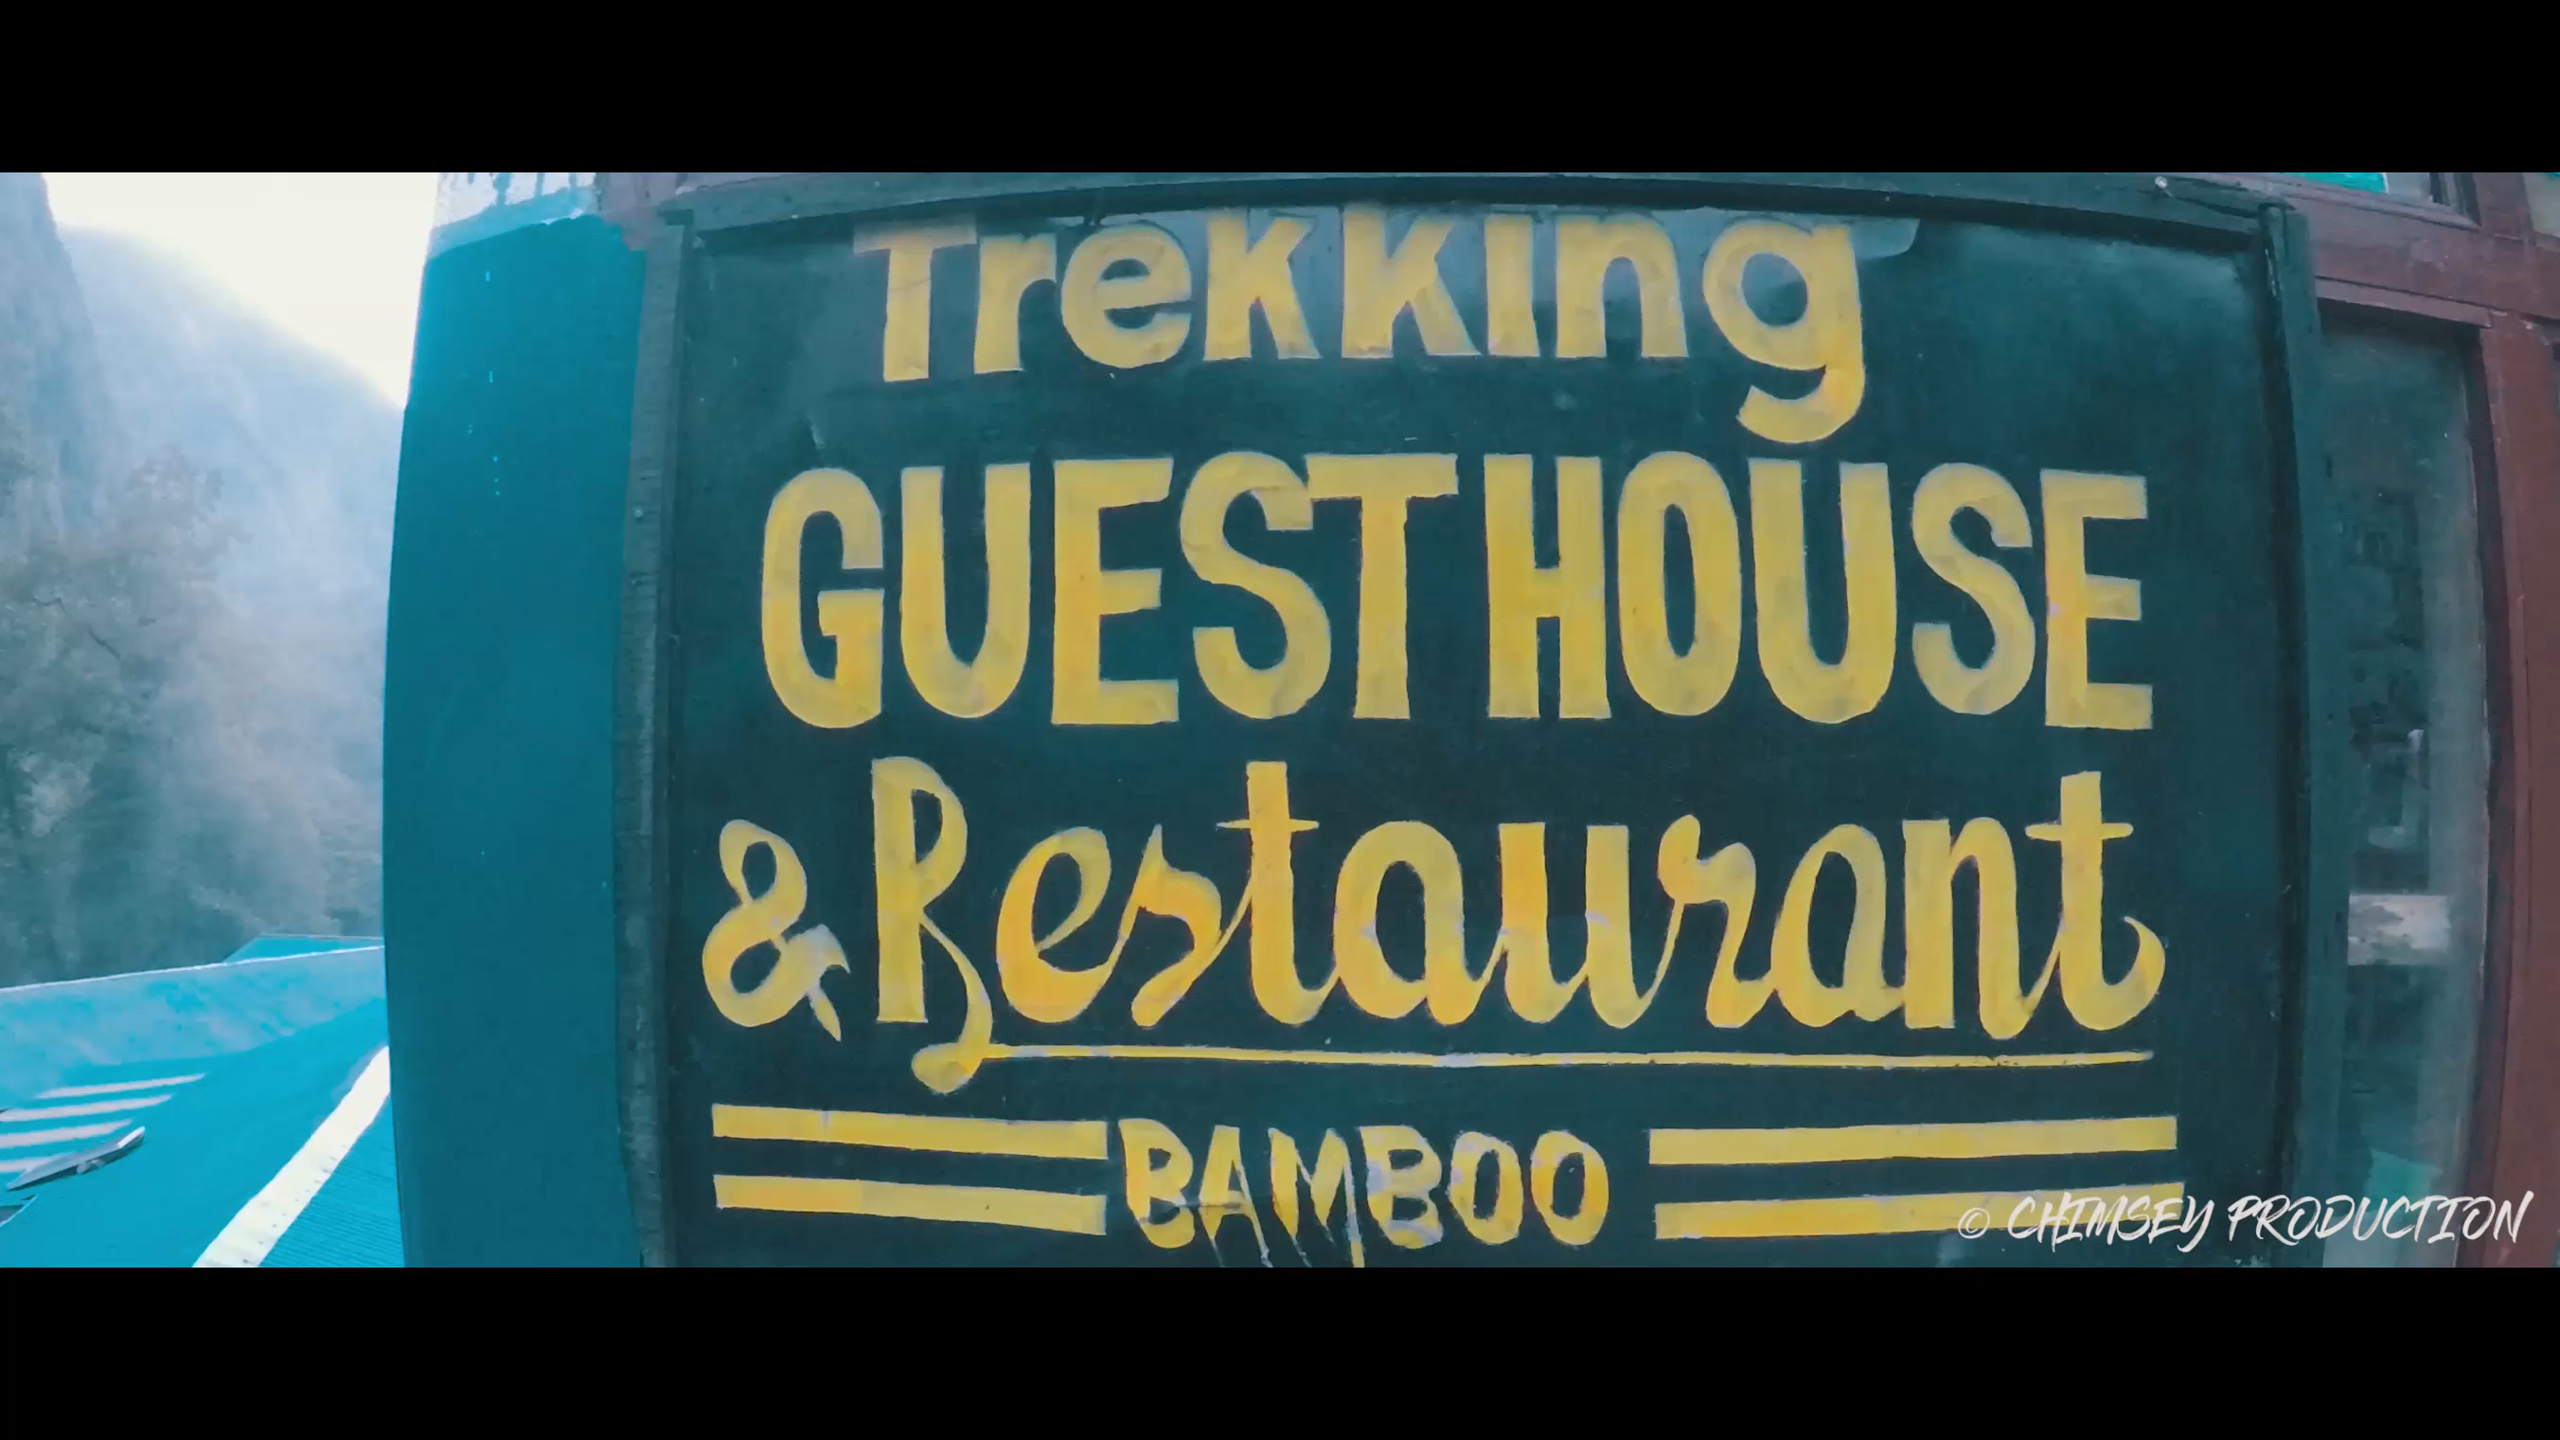 Trekking
GUEST HOUSE
& Restaurant
BAMBOO
© CHIMSEY PRODUCTION